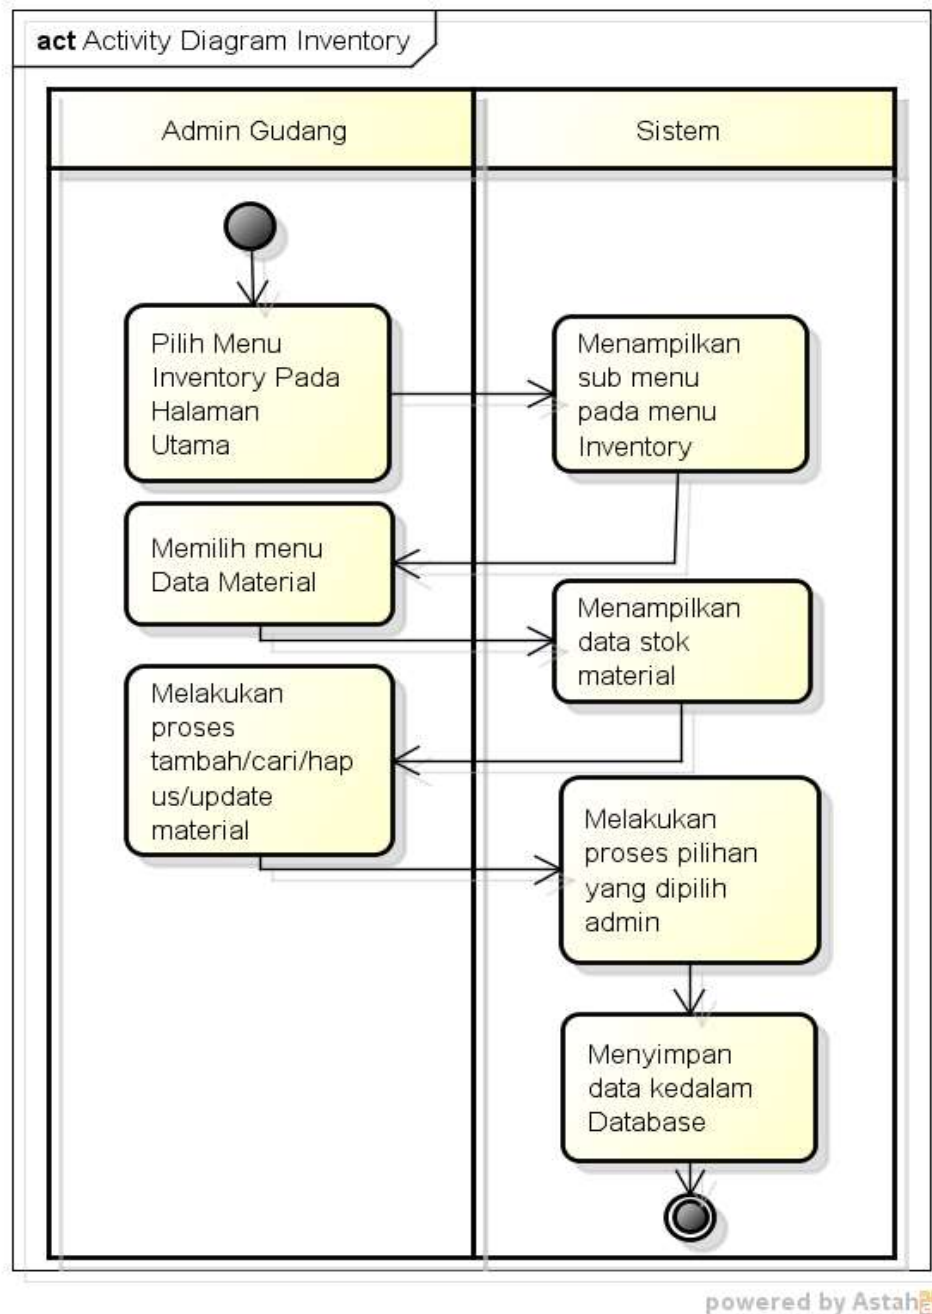 act Activity Diagram Inventory
Admin Gudang
Sistem
Pilih Menu
Inventory Pada
Halaman
Utama
Menampilkan
sub menu
pada menu
Inventory
Memilih menu
Data Material
Menampilkan
data stok
material
Melakukan
proses
tambah/cari/hap
us/update
material
Melakukan
proses pilihan
yang dipilih
admin
Menyimpan
data kedalam
Database
powered by Astah